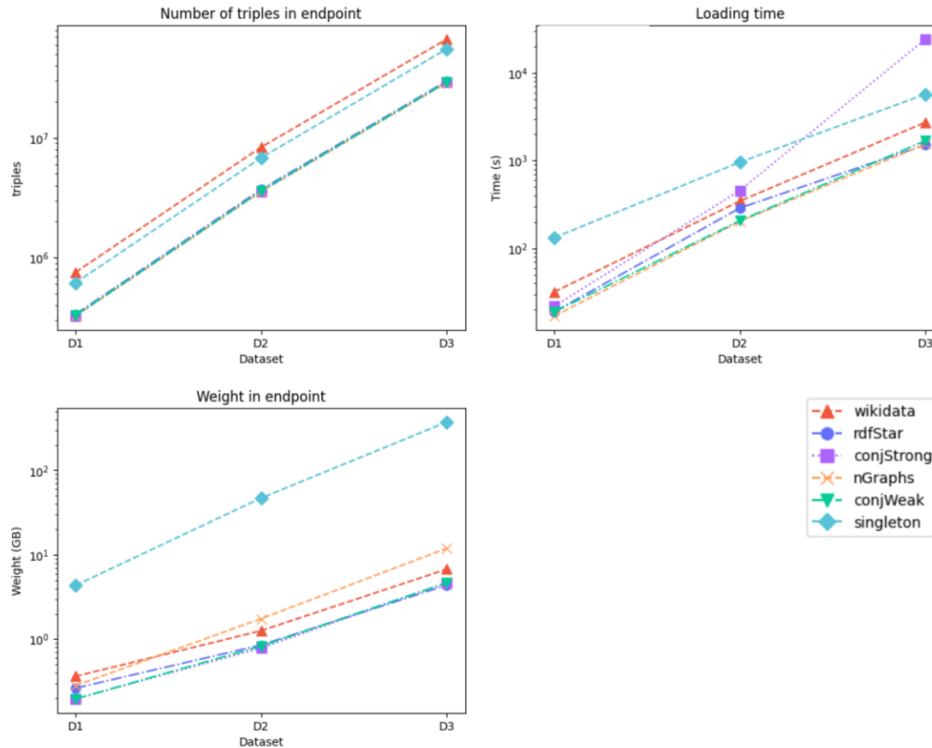 Number of triples in endpoint
triples
10⁷
10⁶
D1 D2 D3
Dataset
Loading time
Time (s)
10⁴
10³
10²
D1 D2 D3
Dataset
Weight in endpoint
Weight (GB)
10²
10¹
10⁰
D1 D2 D3
Dataset
wikidata
rdfStar
conjStrong
nGraphs
conjWeak
singleton